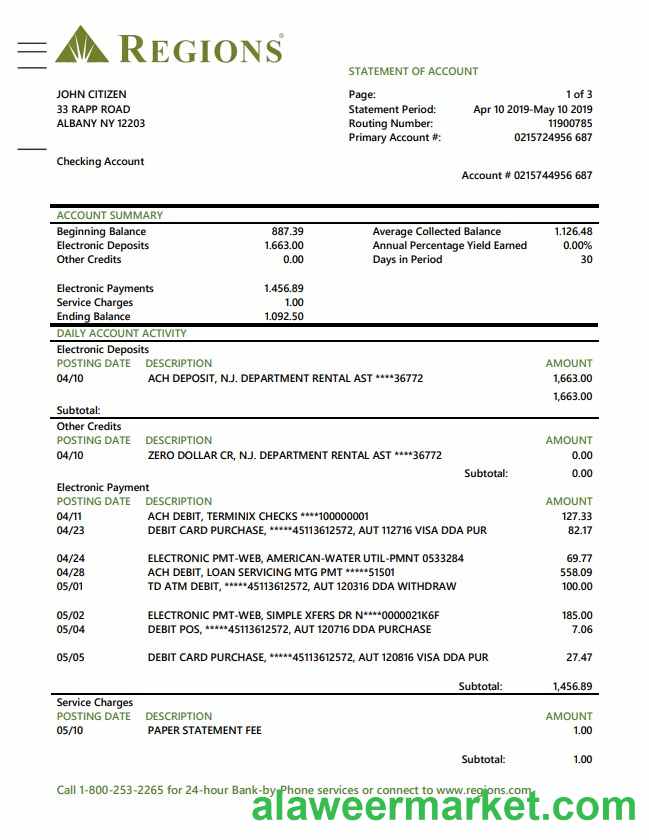 REGIONS®
STATEMENT OF ACCOUNT
JOHN CITIZEN
33 RAPP ROAD
ALBANY NY 12203
Page: 1 of 3
Statement Period: Apr 10 2019-May 10 2019
Routing Number: 11900785
Primary Account #: 0215724956 687
Checking Account
Account # 0215744956 687
ACCOUNT SUMMARY
Beginning Balance 887.39 Average Collected Balance 1.126.48
Electronic Deposits 1.663.00 Annual Percentage Yield Earned 0.00%
Other Credits 0.00 Days in Period 30
Electronic Payments 1.456.89
Service Charges 1.00
Ending Balance 1.092.50
DAILY ACCOUNT ACTIVITY
Electronic Deposits
POSTING DATE DESCRIPTION AMOUNT
04/10 ACH DEPOSIT, N.J. DEPARTMENT RENTAL AST ****36772 1,663.00
1,663.00
Subtotal:
Other Credits
POSTING DATE DESCRIPTION AMOUNT
04/10 ZERO DOLLAR CR, N.J. DEPARTMENT RENTAL AST ****36772 0.00
Subtotal: 0.00
Electronic Payment
POSTING DATE DESCRIPTION AMOUNT
04/11 ACH DEBIT, TERMINIX CHECKS ****100000001 127.33
04/23 DEBIT CARD PURCHASE, *****45113612572, AUT 112716 VISA DDA PUR 82.17
04/24 ELECTRONIC PMT-WEB, AMERICAN-WATER UTIL-PMNT 0533284 69.77
04/28 ACH DEBIT, LOAN SERVICING MTG PMT *****51501 558.09
05/01 TD ATM DEBIT, *****45113612572, AUT 120316 DDA WITHDRAW 100.00
05/02 ELECTRONIC PMT-WEB, SIMPLE XFERS DR N****0000021K6F 185.00
05/04 DEBIT POS, *****45113612572, AUT 120716 DDA PURCHASE 7.06
05/05 DEBIT CARD PURCHASE, *****45113612572, AUT 120816 VISA DDA PUR 27.47
Subtotal: 1,456.89
Service Charges
POSTING DATE DESCRIPTION AMOUNT
05/10 PAPER STATEMENT FEE 1.00
Subtotal: 1.00
Call 1-800-253-2265 for 24-hour Bank-by-Phone services or connect to www.regions.com
alaweermarket.com